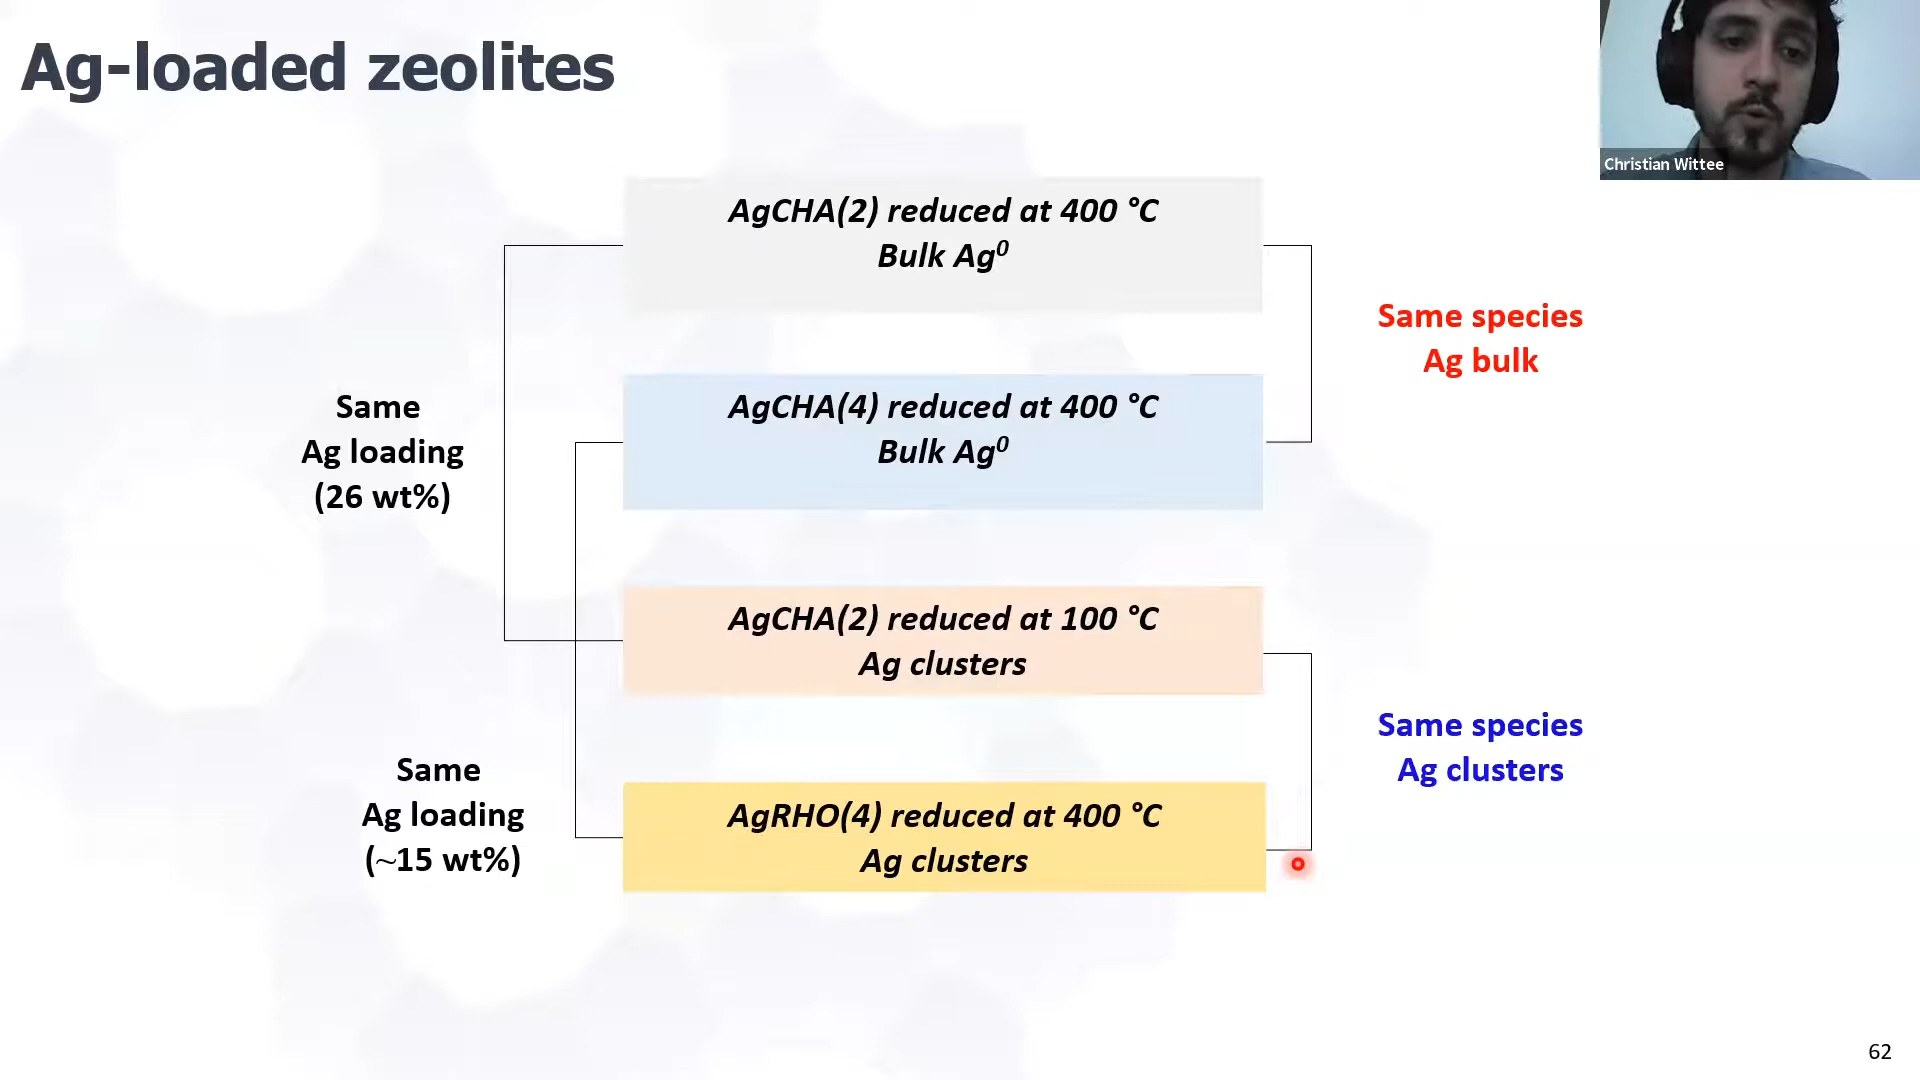 Ag-loaded zeolites
Christian Wittee
AgCHA(2) reduced at 400 °C
Bulk Ag⁰
Same species
Ag bulk
AgCHA(4) reduced at 400 °C
Bulk Ag⁰
Same
Ag loading
(26 wt%)
AgCHA(2) reduced at 100 °C
Ag clusters
Same species
Ag clusters
Same
Ag loading
(~15 wt%)
AgRHO(4) reduced at 400 °C
Ag clusters
62